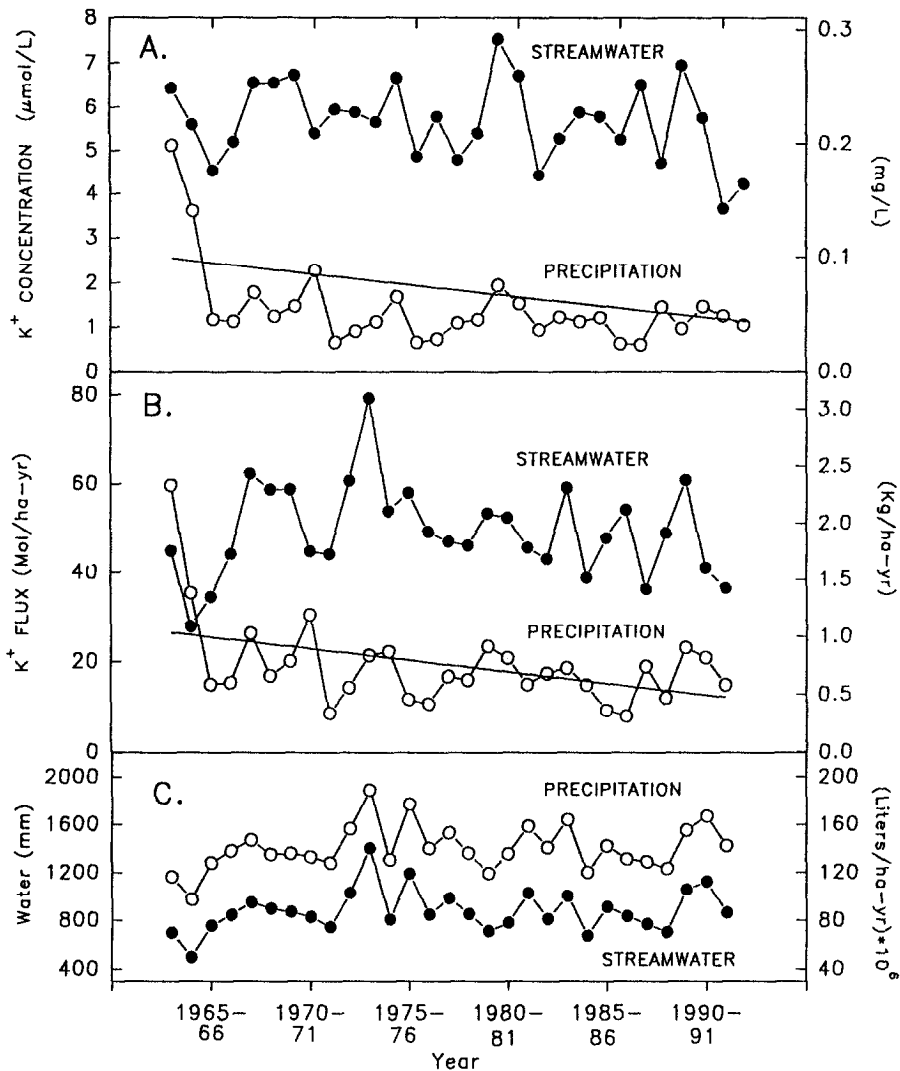 A.
K⁺ CONCENTRATION (μmol/L)
8
7
6
5
4
3
2
1
0
STREAMWATER
PRECIPITATION
0.3
0.2
0.1
0.0
(mg/L)
B.
K⁺ FLUX (Mol/ha-yr)
80
60
40
20
0
STREAMWATER
PRECIPITATION
3.0
2.5
2.0
1.5
1.0
0.5
0.0
(Kg/ha-yr)
C.
Water (mm)
2000
1600
1200
800
400
PRECIPITATION
STREAMWATER
200
160
120
80
40
(Liters/ha-yr)*10⁶
1965-66
1970-71
1975-76
1980-81
1985-86
1990-91
Year